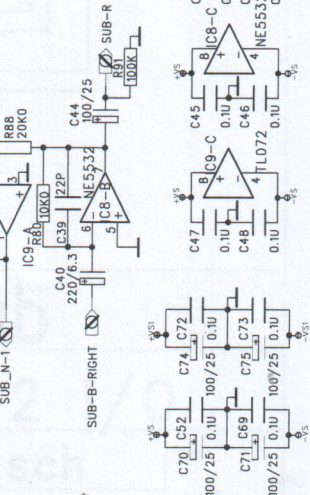 SUB-R
R91
100K
C44
100/25
R88
20K0
3
IC9-A
R80
10K0
22P
C39
NE5532
IC8-B
6
5
C40
220/6.3
SUB_N-1
SUB-B-RIGHT
IC8-C
NE5532
8
4
+VS
-VS
C45
0.1U
C46
0.1U
IC9-C
TL072
8
4
+VS
-VS
C47
0.1U
C48
0.1U
+VS1
-VS1
C72
0.1U
C73
0.1U
C74
100/25
C75
100/25
+VS
-VS
C52
0.1U
C69
0.1U
C70
100/25
C71
100/25